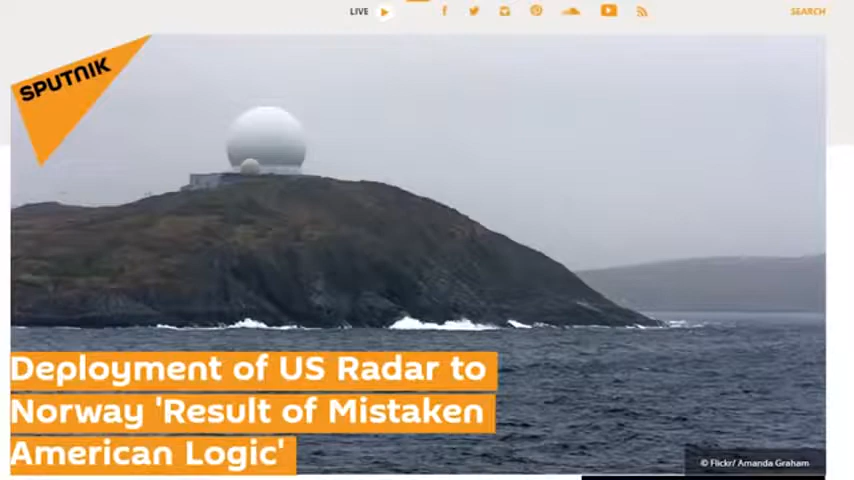 LIVE
SEARCH
SPUTNIK
Deployment of US Radar to
Norway 'Result of Mistaken
American Logic'
© Flickr/ Amanda Graham